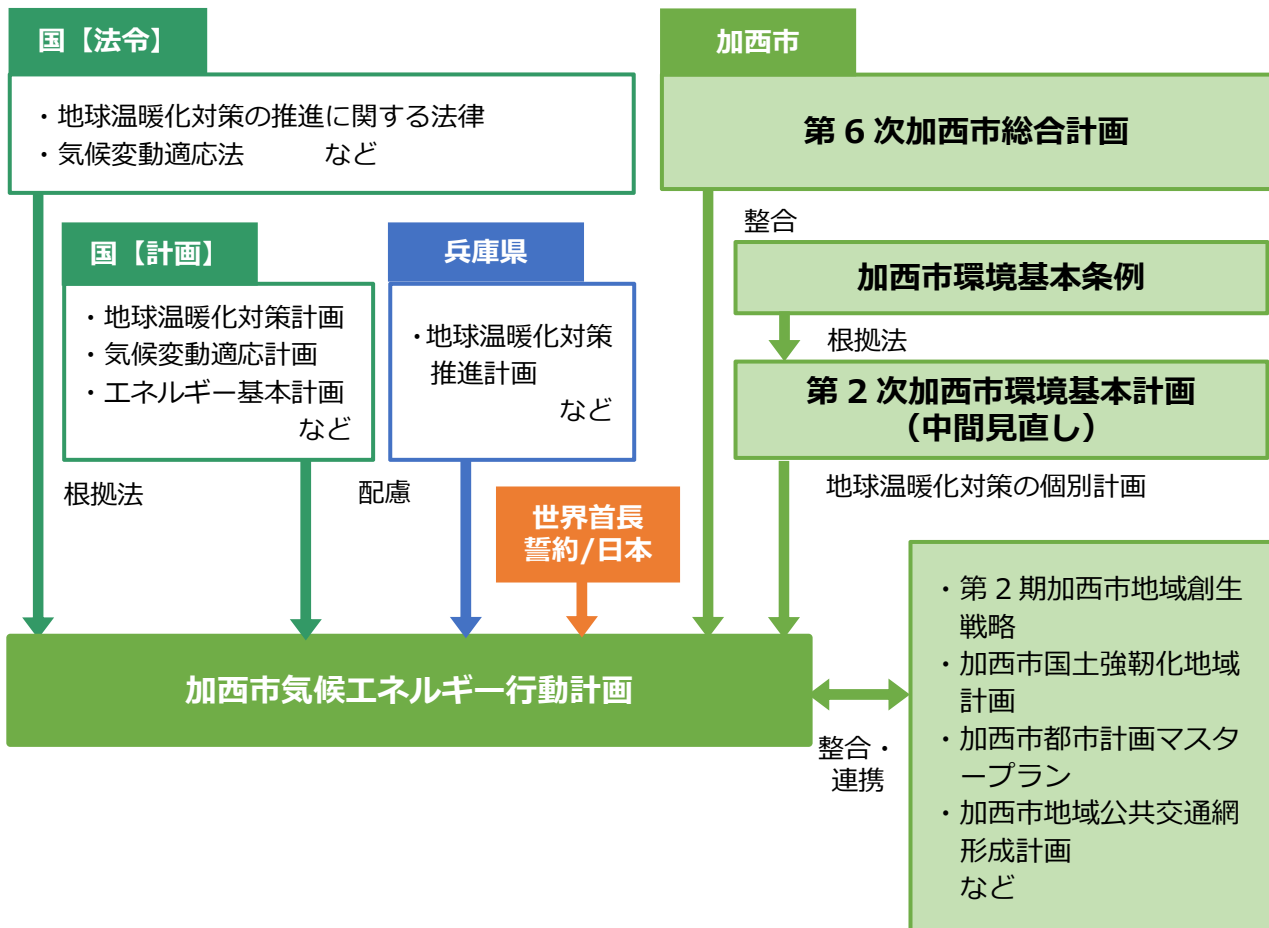 国【法令】
・地球温暖化対策の推進に関する法律
・気候変動適応法　　　など
国【計画】
・地球温暖化対策計画
・気候変動適応計画
・エネルギー基本計画
など
兵庫県
・地球温暖化対策
推進計画
など
根拠法
配慮
世界首長
誓約/日本
加西市
第6次加西市総合計画
整合
加西市環境基本条例
根拠法
第2次加西市環境基本計画
（中間見直し）
地球温暖化対策の個別計画
加西市気候エネルギー行動計画
整合・
連携
・第2期加西市地域創生
戦略
・加西市国土強靭化地域
計画
・加西市都市計画マスタ
ープラン
・加西市地域公共交通網
形成計画
など